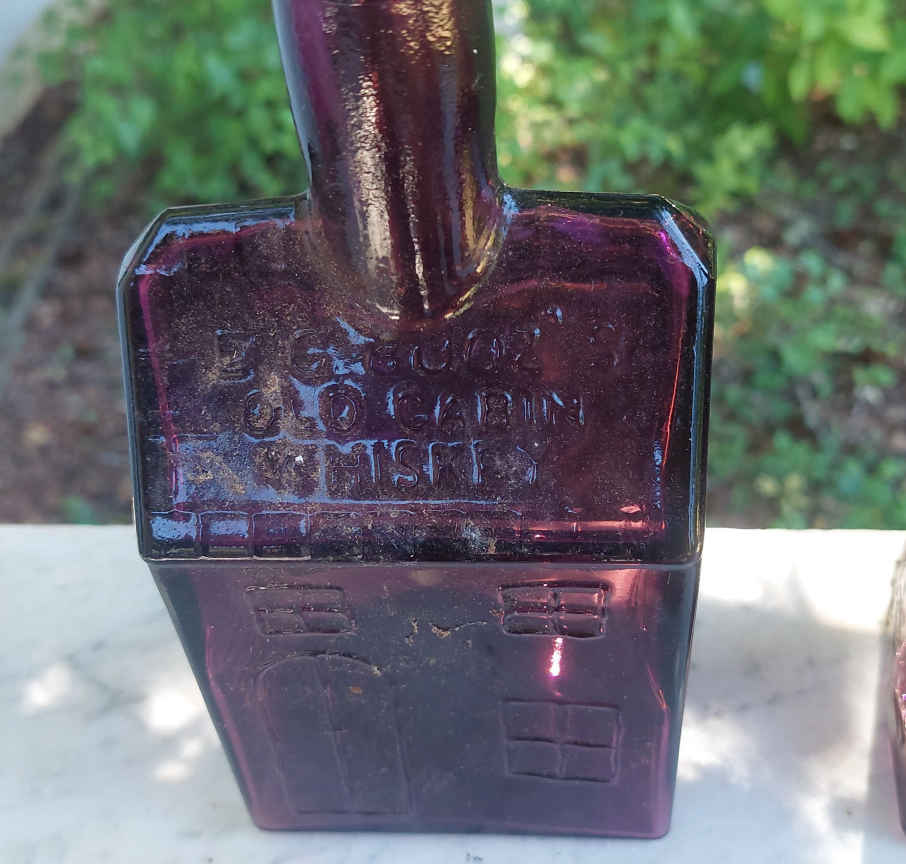 E. G. BOOZ'S
OLD CABIN
WHISKEY